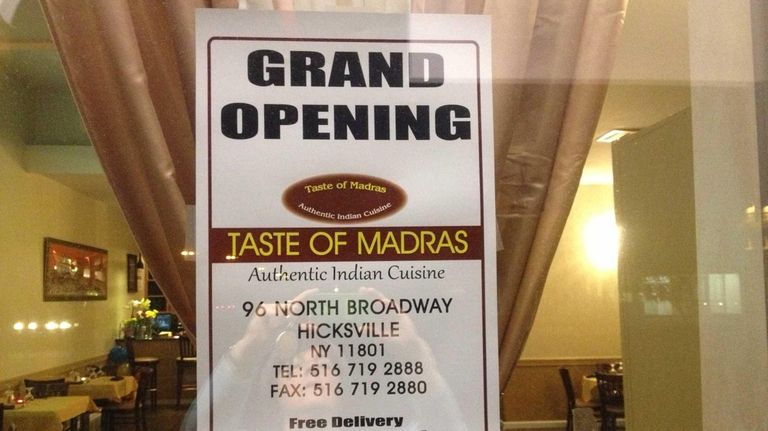 GRAND
OPENING
Taste of Madras
Authentic Indian Cuisine
TASTE OF MADRAS
Authentic Indian Cuisine
96 NORTH BROADWAY
HICKSVILLE
NY 11801
TEL: 516 719 2888
FAX: 516 719 2880
Free Delivery